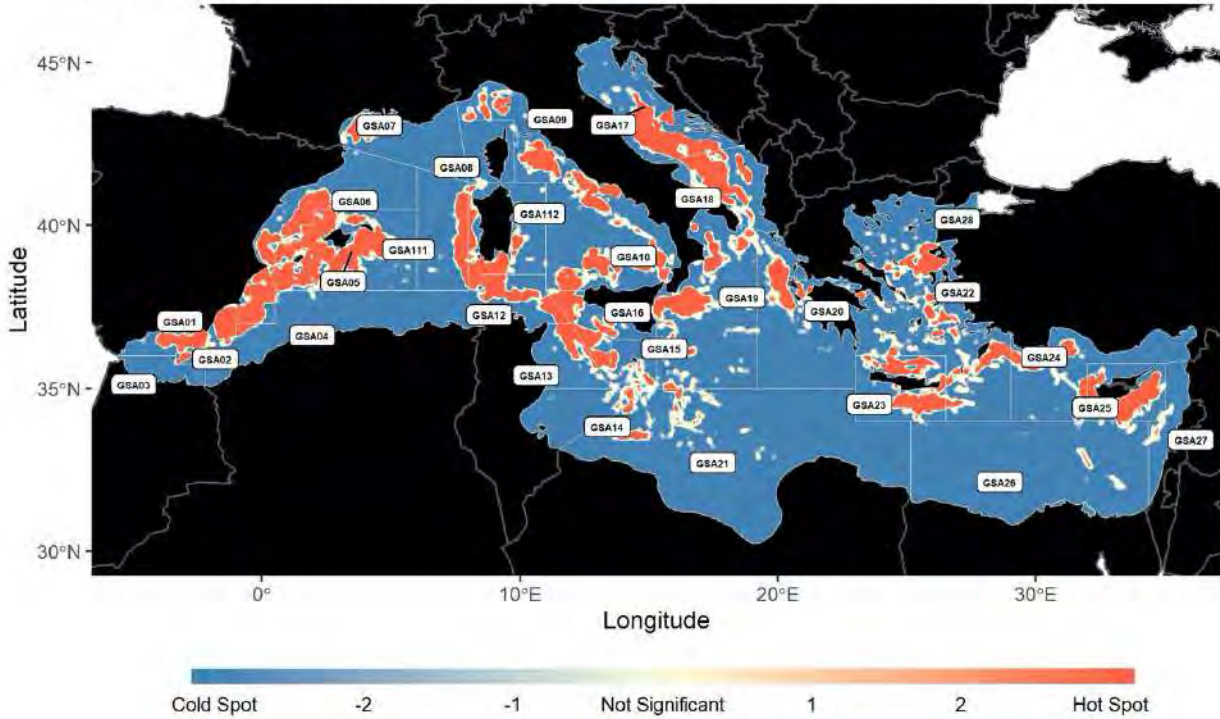 45°N
40°N
35°N
30°N
Latitude
GSA07
GSA09
GSA17
GSA08
GSA06
GSA112
GSA18
GSA28
GSA111
GSA10
GSA05
GSA19
GSA22
GSA12
GSA16
GSA20
GSA01
GSA04
GSA15
GSA24
GSA02
GSA03
GSA13
GSA23
GSA25
GSA14
GSA27
GSA21
GSA26
0° 10°E 20°E 30°E
Longitude
Cold Spot -2 -1 Not Significant 1 2 Hot Spot